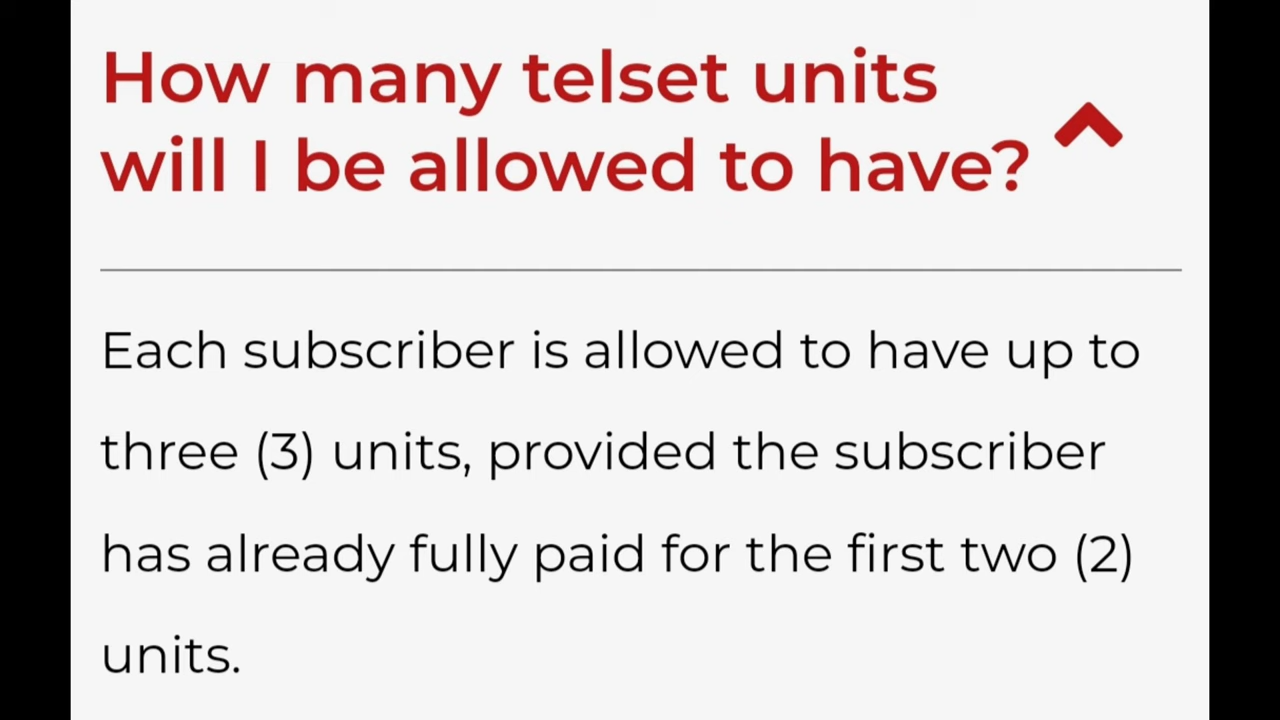 How many telset units
will I be allowed to have?
Each subscriber is allowed to have up to
three (3) units, provided the subscriber
has already fully paid for the first two (2)
units.